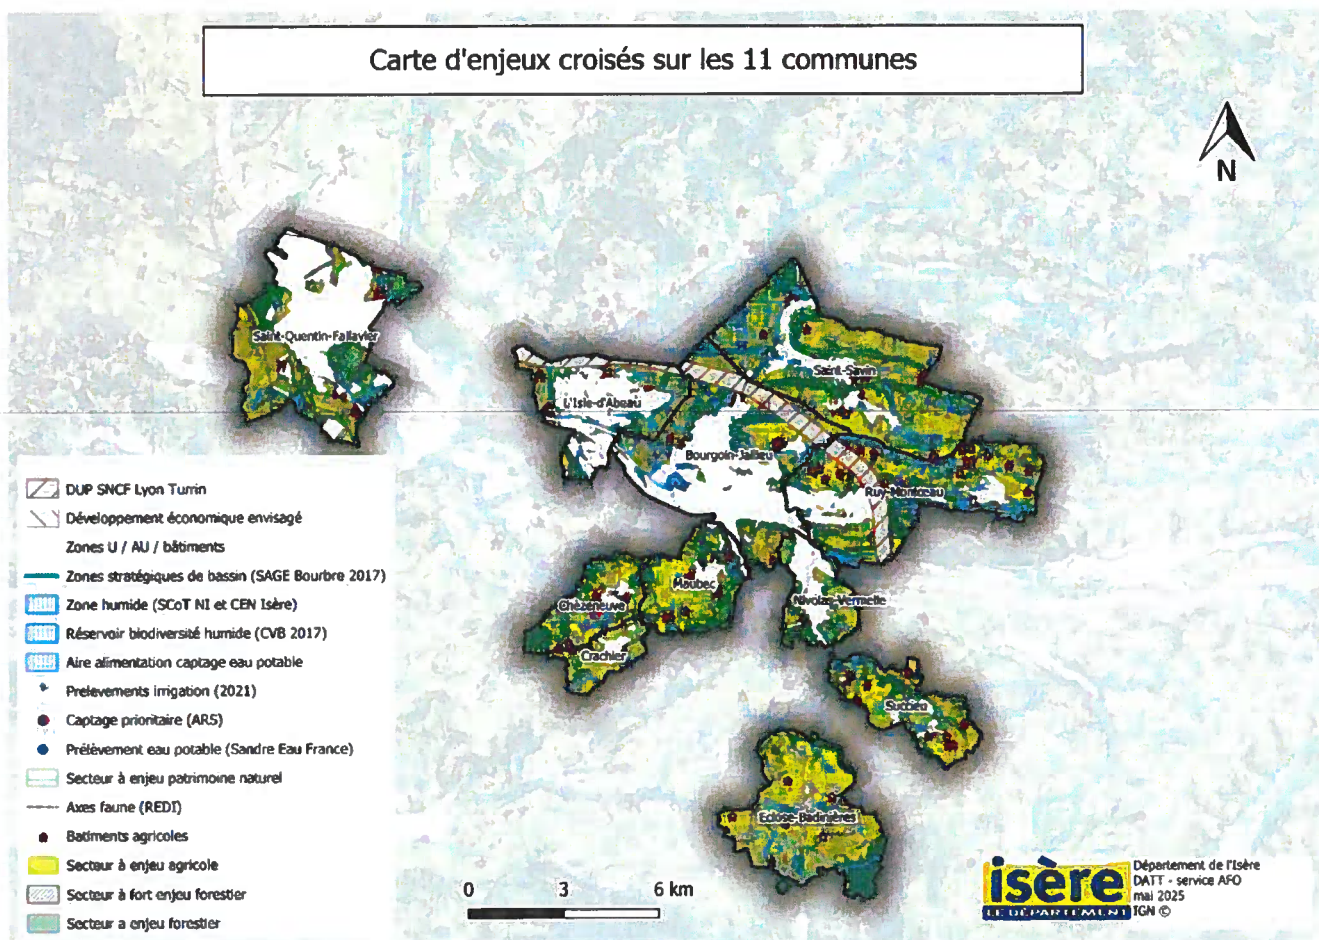 Carte d'enjeux croisés sur les 11 communes
N
Saint-Quentin-Fallavier
Saint-Savin
L'Isle-d'Abeau
Bourgoin-Jallieu
Ruy-Montceau
Maubec
Chèzeneuve
Nivolas-Vermelle
Crachier
Succieu
Eclose-Badinières
DUP SNCF Lyon Turrin
Développement économique envisagé
Zones U / AU / bâtiments
Zones stratégiques de bassin (SAGE Bourbre 2017)
Zone humide (SCoT NI et CEN Isère)
Réservoir biodiversité humide (CVB 2017)
Aire alimentation captage eau potable
Prelevements irrigation (2021)
Captage prioritaire (ARS)
Prélèvement eau potable (Sandre Eau France)
Secteur à enjeu patrimoine naturel
Axes faune (REDI)
Batiments agricoles
Secteur à enjeu agricole
Secteur à fort enjeu forestier
Secteur a enjeu forestier
0 3 6 km
isère
LE DÉPARTEMENT
Département de l'Isère
DATT - service AFO
mai 2025
IGN ©